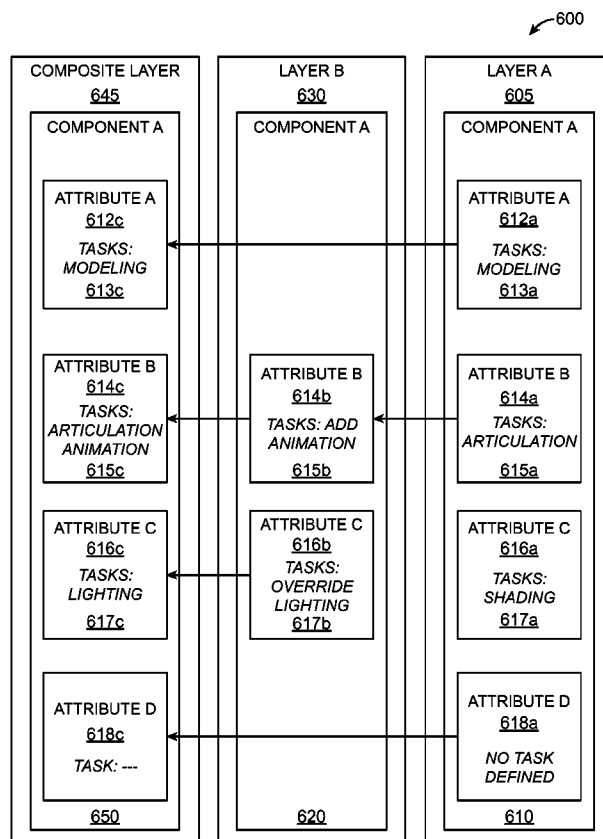 600
COMPOSITE LAYER
645
COMPONENT A
ATTRIBUTE A
612c
TASKS:
MODELING
613c
ATTRIBUTE B
614c
TASKS:
ARTICULATION
ANIMATION
615c
ATTRIBUTE C
616c
TASKS:
LIGHTING
617c
ATTRIBUTE D
618c
TASK: ---
650
LAYER B
630
COMPONENT A
ATTRIBUTE B
614b
TASKS: ADD
ANIMATION
615b
ATTRIBUTE C
616b
TASKS:
OVERRIDE
LIGHTING
617b
620
LAYER A
605
COMPONENT A
ATTRIBUTE A
612a
TASKS:
MODELING
613a
ATTRIBUTE B
614a
TASKS:
ARTICULATION
615a
ATTRIBUTE C
616a
TASKS:
SHADING
617a
ATTRIBUTE D
618a
NO TASK
DEFINED
610